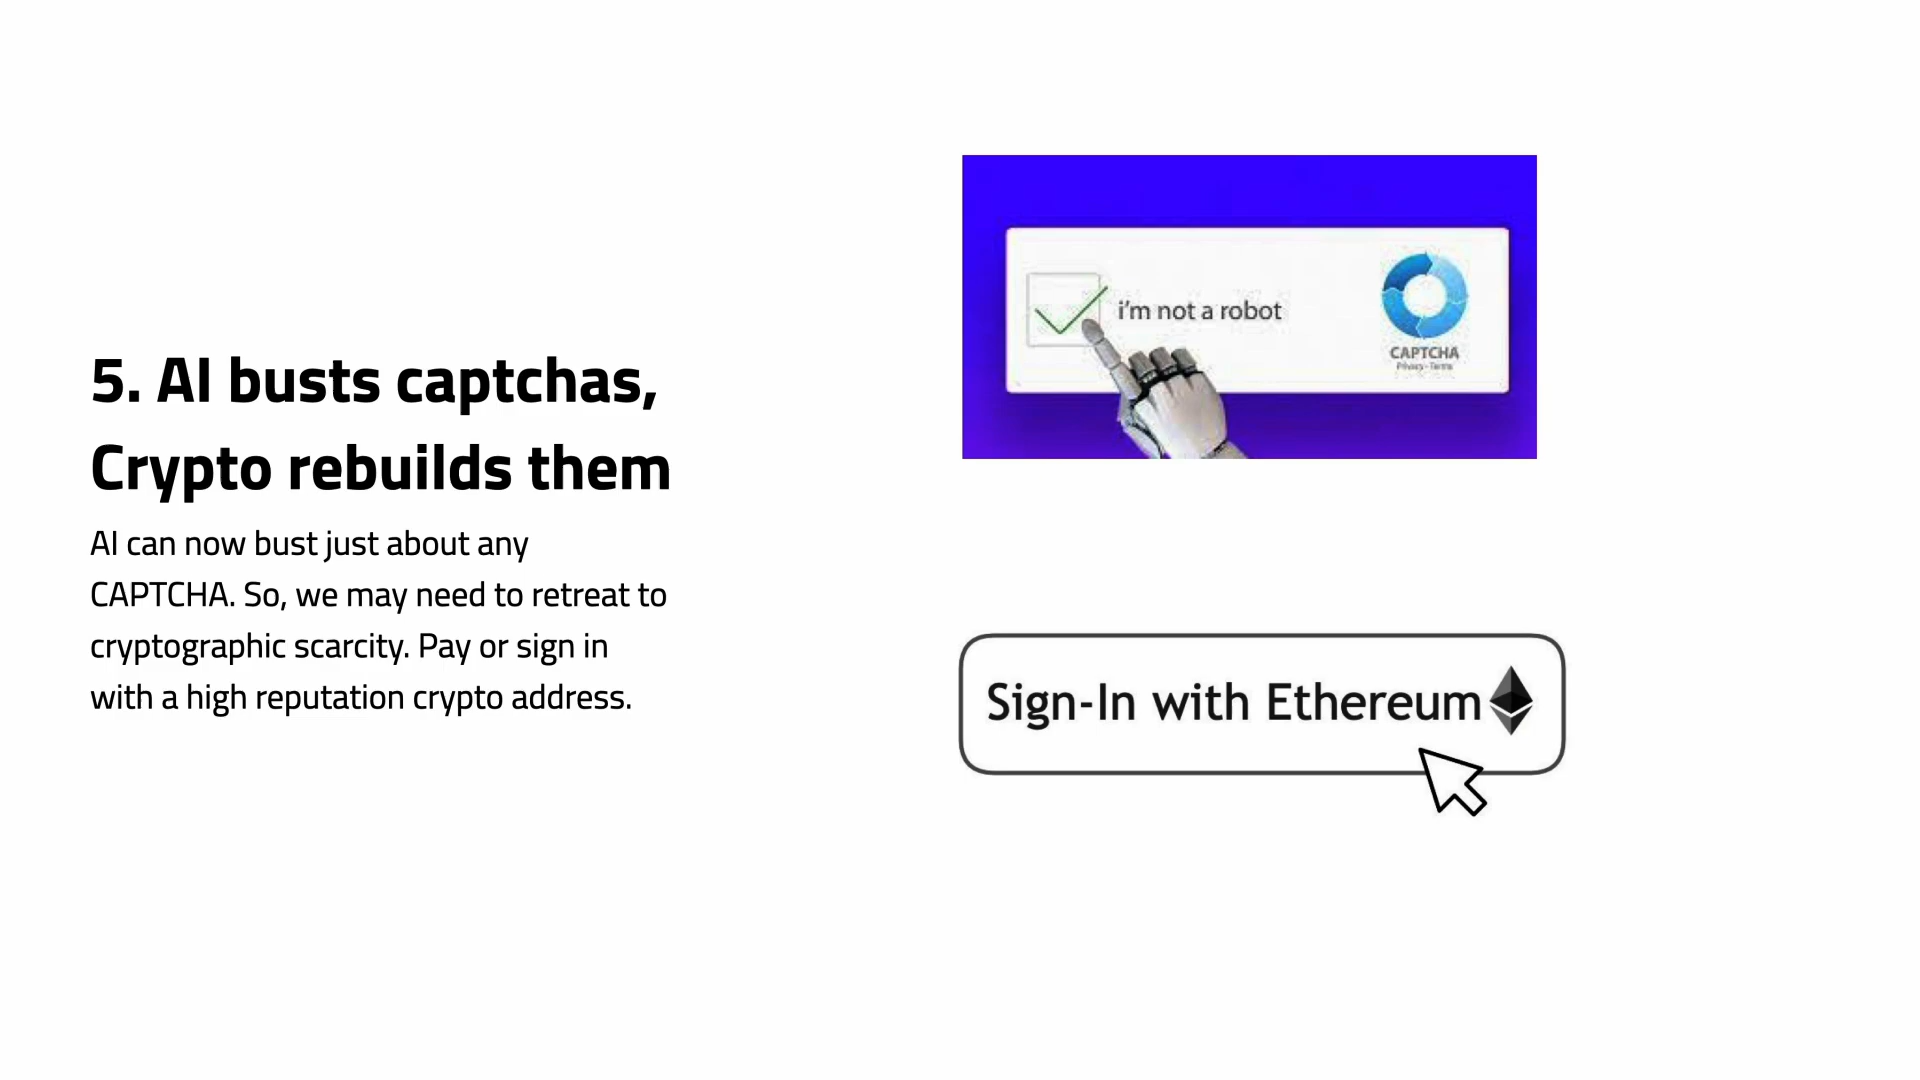 5. AI busts captchas,
Crypto rebuilds them
AI can now bust just about any
CAPTCHA. So, we may need to retreat to
cryptographic scarcity. Pay or sign in
with a high reputation crypto address.
i'm not a robot
CAPTCHA
Privacy - Terms
Sign-In with Ethereum